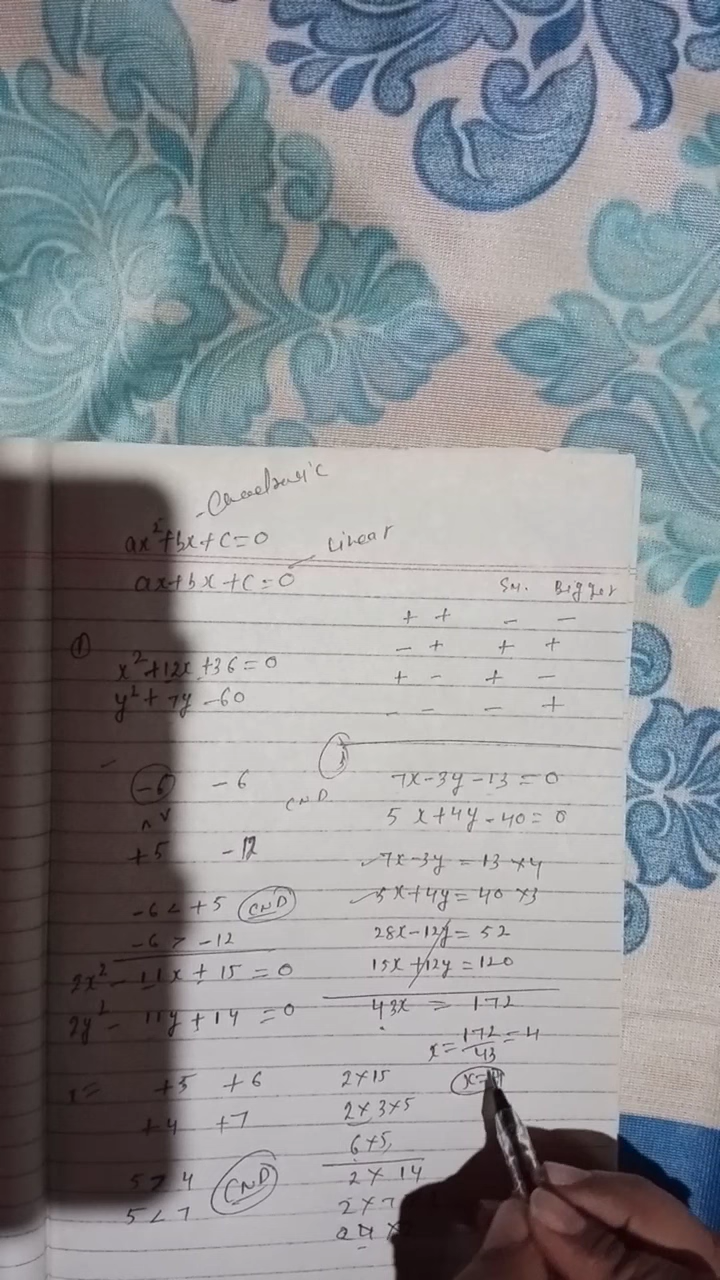 ax²+bx+c=0
Linear
ax+bx+c=0
Sm. Bigger
+ + - -
- + + +
+ - + -
- - - +
①
x²+12x+36=0
y²+7y-60
-6 -6
+5 -12
-6<+5 CND
-6>-12
2x²-11x+15=0
2y²-11y+14=0
x= +5 +6
+4 +7
5>4
5<7
CND
CND
7x-3y-13=0
5x+4y-40=0
7x-3y=13×4
5x+4y=40×3
28x-12y=52
15x+12y=120
43x=172
x=172/43=4
x=4
2×15
2×3×5
6+5,
2×14
2×7